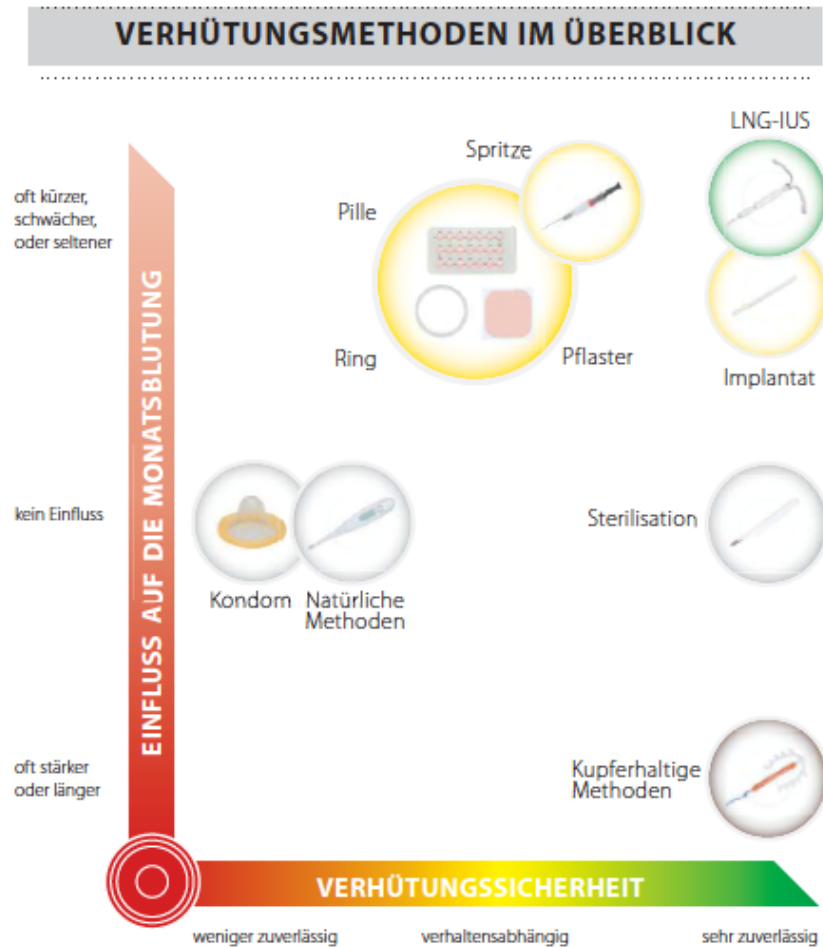 VERHÜTUNGSMETHODEN IM ÜBERBLICK
LNG-IUS
Spritze
oft kürzer,
schwächer,
oder seltener
Pille
Ring
Pflaster
Implantat
EINFLUSS AUF DIE MONATSBLUTUNG
kein Einfluss
Sterilisation
Kondom
Natürliche
Methoden
oft stärker
oder länger
Kupferhaltige
Methoden
VERHÜTUNGSSICHERHEIT
weniger zuverlässig
verhaltensabhängig
sehr zuverlässig